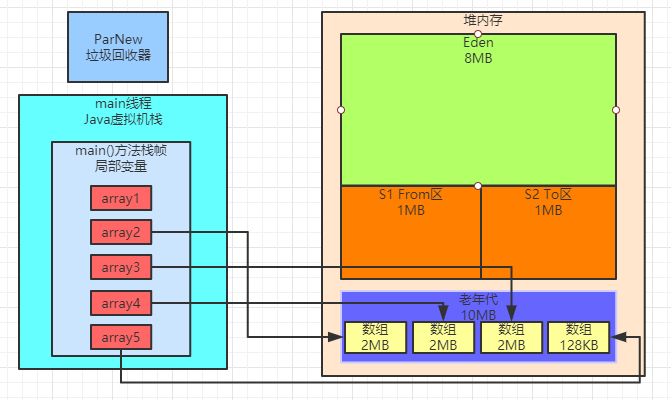 ParNew
垃圾回收器
main线程
Java虚拟机栈
main()方法栈帧
局部变量
array1
array2
array3
array4
array5
堆内存
Eden
8MB
S1 From区
1MB
S2 To区
1MB
老年代
10MB
数组
2MB
数组
2MB
数组
2MB
数组
128KB